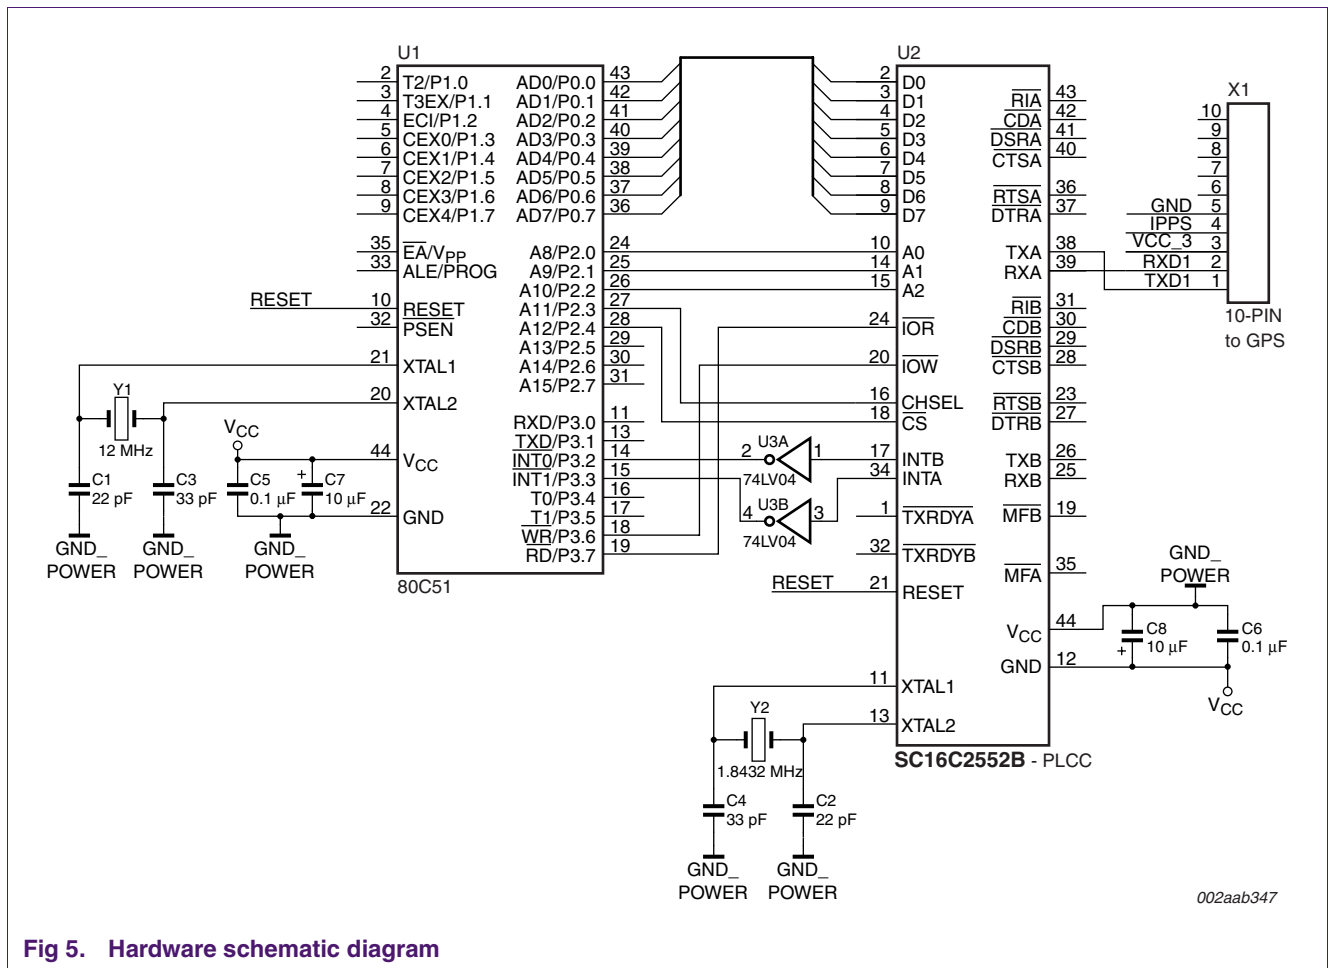 U1
2 T2/P1.0
3 T3EX/P1.1
4 ECI/P1.2
5 CEX0/P1.3
6 CEX1/P1.4
7 CEX2/P1.5
8 CEX3/P1.6
9 CEX4/P1.7
35 EA/VPP
33 ALE/PROG
RESET 10 RESET
32 PSEN
21 XTAL1
20 XTAL2
44 VCC
22 GND
AD0/P0.0 43
AD1/P0.1 42
AD2/P0.2 41
AD3/P0.3 40
AD4/P0.4 39
AD5/P0.5 38
AD6/P0.6 37
AD7/P0.7 36
A8/P2.0 24
A9/P2.1 25
A10/P2.2 26
A11/P2.3 27
A12/P2.4 28
A13/P2.5 29
A14/P2.6 30
A15/P2.7 31
RXD/P3.0 11
TXD/P3.1 13
INT0/P3.2 14
INT1/P3.3 15
T0/P3.4 16
T1/P3.5 17
WR/P3.6 18
RD/P3.7 19
80C51
Y1
12 MHz
C1
22 pF
C3
33 pF
VCC
C5
0.1 μF
+ C7
10 μF
GND_
POWER
GND_
POWER
GND_
POWER
U3A
2 1
74LV04
U3B
4 3
74LV04
U2
2 D0
3 D1
4 D2
5 D3
6 D4
7 D5
8 D6
9 D7
10 A0
14 A1
15 A2
24 IOR
20 IOW
16 CHSEL
18 CS
17 INTB
34 INTA
1 TXRDYA
32 TXRDYB
RESET 21 RESET
11 XTAL1
13 XTAL2
RIA 43
CDA 42
DSRA 41
CTSA 40
RTSA 36
DTRA 37
TXA 38
RXA 39
RIB 31
CDB 30
DSRB 29
CTSB 28
RTSB 23
DTRB 27
TXB 26
RXB 25
MFB 19
MFA 35
VCC 44
GND 12
SC16C2552B - PLCC
X1
10
9
8
7
6
GND 5
IPPS 4
VCC_3 3
RXD1 2
TXD1 1
10-PIN
to GPS
GND_
POWER
C8
10 μF
+
C6
0.1 μF
VCC
Y2
1.8432 MHz
C4
33 pF
C2
22 pF
GND_
POWER
GND_
POWER
002aab347
Fig 5. Hardware schematic diagram